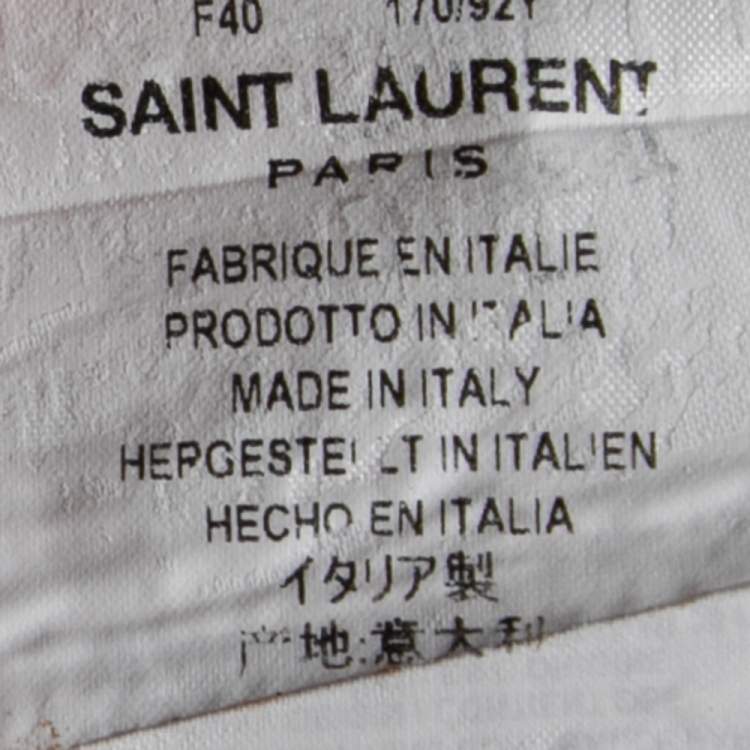 F40 170/92Y
SAINT LAURENT
PARIS
FABRIQUE EN ITALIE
PRODOTTO IN ITALIA
MADE IN ITALY
HERGESTELLT IN ITALIEN
HECHO EN ITALIA
イタリア製
产地:意大利